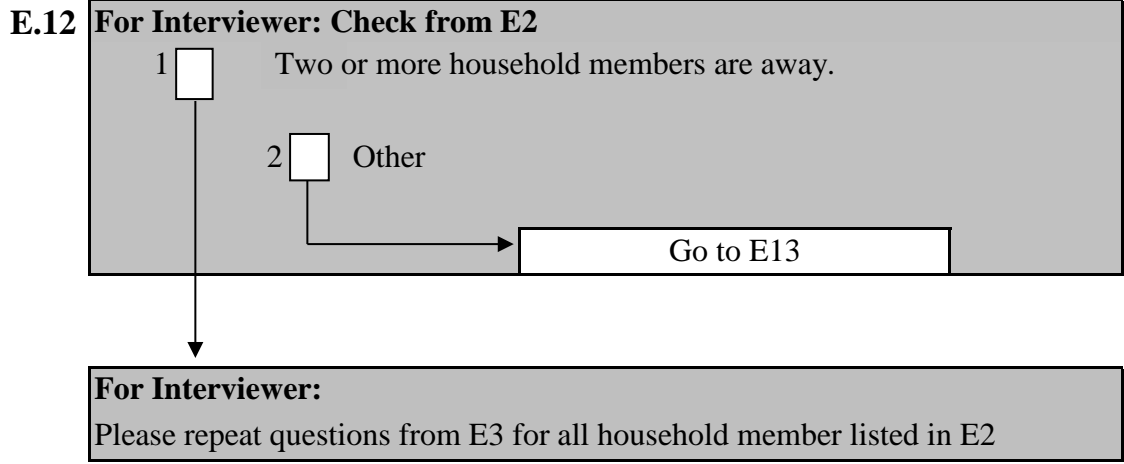 E.12 For Interviewer: Check from E2
1 Two or more household members are away.
2 Other
Go to E13
For Interviewer:
Please repeat questions from E3 for all household member listed in E2